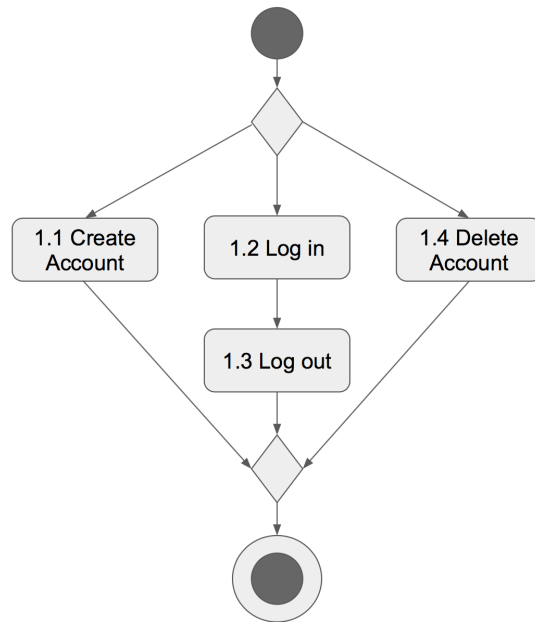 1.1 Create
Account
1.2 Log in
1.4 Delete
Account
1.3 Log out